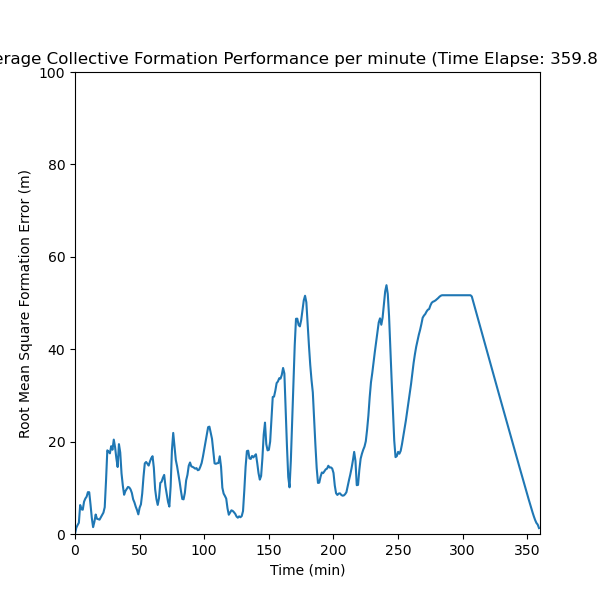 erage Collective Formation Performance per minute (Time Elapse: 359.8
100
80
60
40
20
0
Root Mean Square Formation Error (m)
0 50 100 150 200 250 300 350
Time (min)